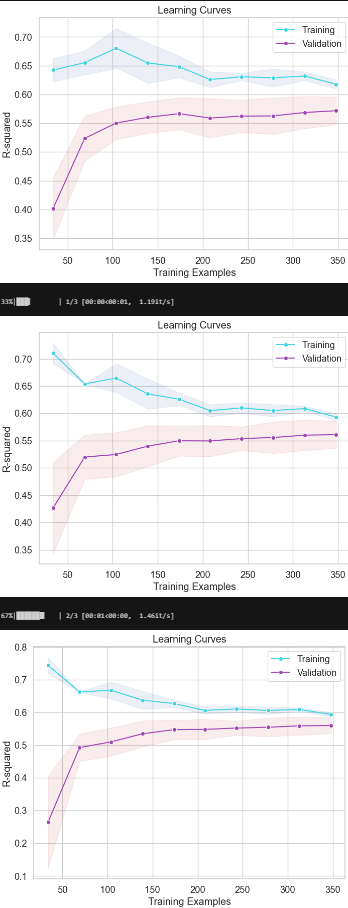 Learning Curves
Training
Validation
0.70
0.65
0.60
0.55
0.50
0.45
0.40
0.35
R-squared
50 100 150 200 250 300 350
Training Examples
33%| | 1/3 [00:00<00:01, 1.19it/s]
Learning Curves
Training
Validation
0.70
0.65
0.60
0.55
0.50
0.45
0.40
0.35
R-squared
50 100 150 200 250 300 350
Training Examples
67%| | 2/3 [00:01<00:00, 1.46it/s]
Learning Curves
Training
Validation
0.8
0.7
0.6
0.5
0.4
0.3
0.2
0.1
R-squared
50 100 150 200 250 300 350
Training Examples